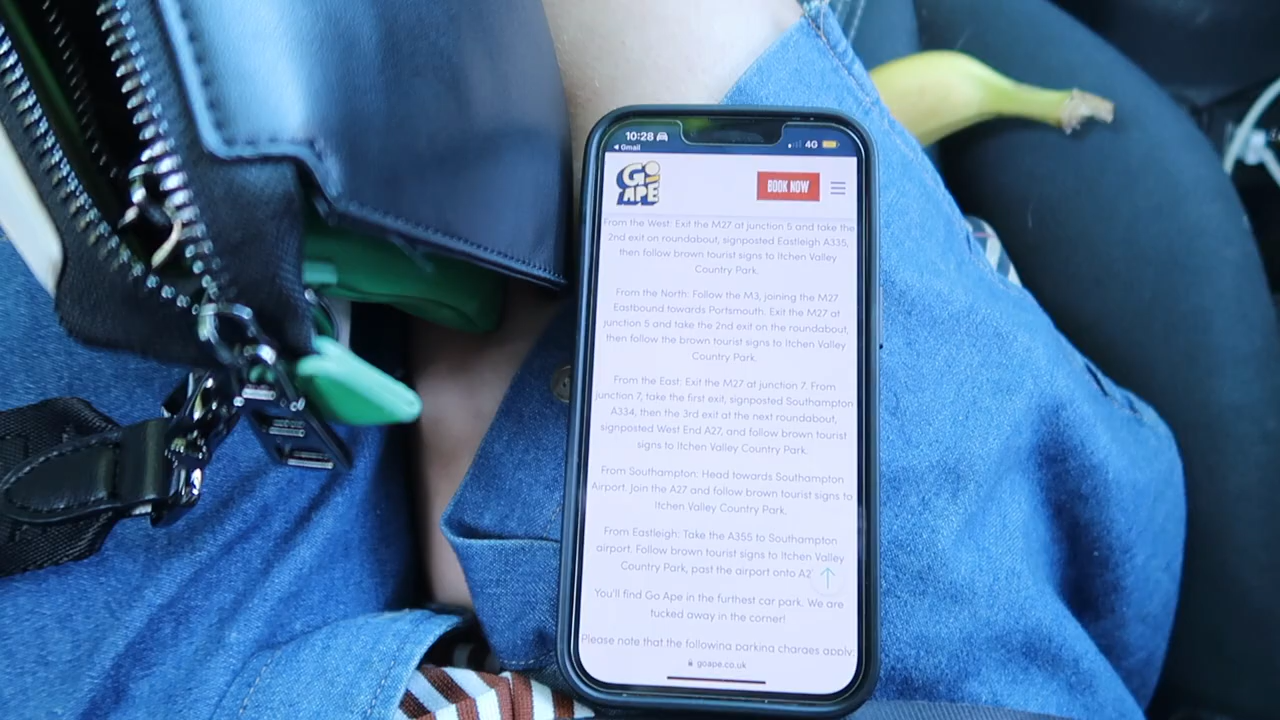 10:28
4G
Gmail
GO
APE
BOOK NOW
From the West: Exit the M27 at junction 5 and take the
2nd exit on roundabout, signposted Eastleigh A335,
then follow brown tourist signs to Itchen Valley
Country Park.
From the North: Follow the M3, joining the M27
Eastbound towards Portsmouth. Exit the M27 at
junction 5 and take the 2nd exit on the roundabout,
then follow the brown tourist signs to Itchen Valley
Country Park.
From the East: Exit the M27 at junction 7. From
junction 7, take the first exit, signposted Southampton
A334, then the 3rd exit at the next roundabout,
signposted West End A27, and follow brown tourist
signs to Itchen Valley Country Park.
From Southampton: Head towards Southampton
Airport. Join the A27 and follow brown tourist signs to
Itchen Valley Country Park.
From Eastleigh: Take the A355 to Southampton
airport. Follow brown tourist signs to Itchen Valley
Country Park, past the airport onto A2
You'll find Go Ape in the furthest car park. We are
tucked away in the corner!
Please note that the following parking charges apply:
goape.co.uk